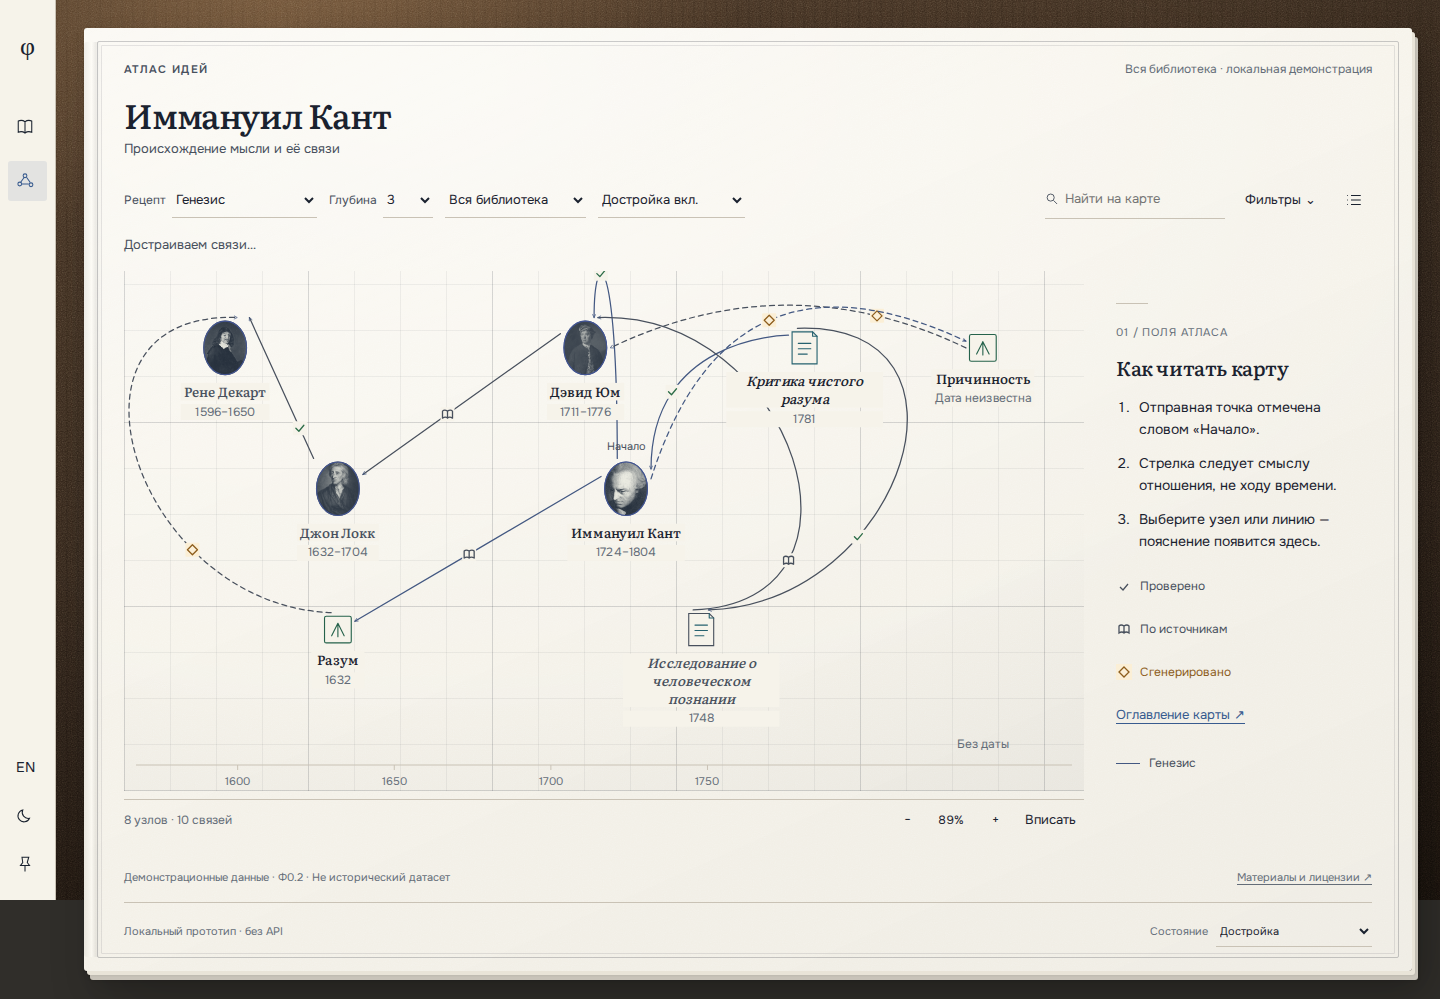 φ
АТЛАС ИДЕЙ
Вся библиотека · локальная демонстрация
Иммануил Кант
Происхождение мысли и её связи
Рецепт Генезис Глубина 3 Вся библиотека Достройка вкл.
Найти на карте Фильтры
Достраиваем связи...
Рене Декарт
1596–1650
Дэвид Юм
1711–1776
Критика чистого
разума
1781
Причинность
Дата неизвестна
Начало
Джон Локк
1632–1704
Иммануил Кант
1724–1804
Разум
1632
Исследование о
человеческом
познании
1748
Без даты
1600 1650 1700 1750
8 узлов · 10 связей
− 89% + Вписать
01 / ПОЛЯ АТЛАСА
Как читать карту
1. Отправная точка отмечена
словом «Начало».
2. Стрелка следует смыслу
отношения, не ходу времени.
3. Выберите узел или линию —
пояснение появится здесь.
Проверено
По источникам
Сгенерировано
Оглавление карты ↗
Генезис
EN
Демонстрационные данные · Ф0.2 · Не исторический датасет
Материалы и лицензии ↗
Локальный прототип · без API
Состояние Достройка